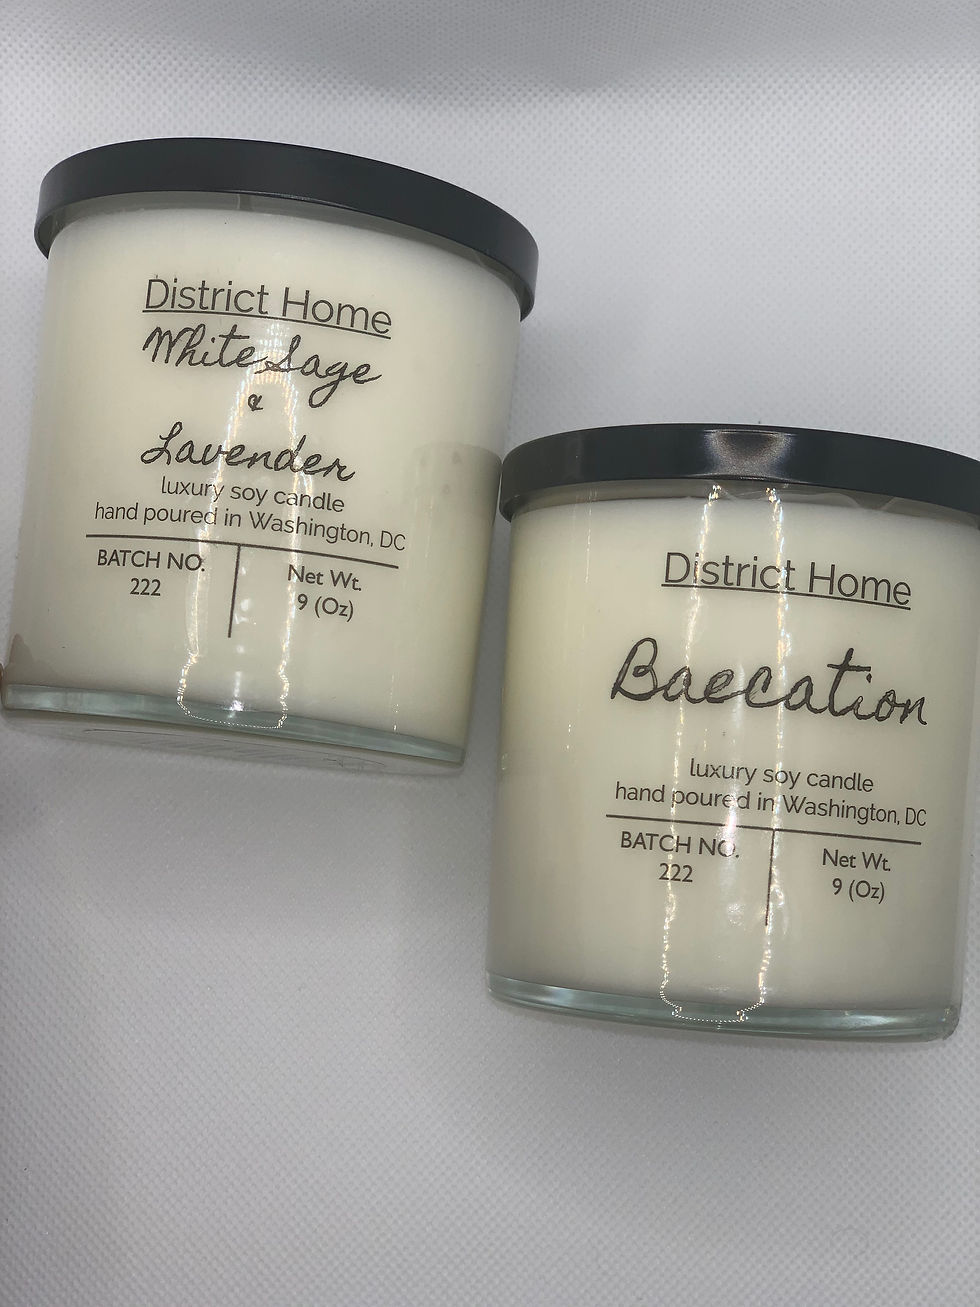 District Home
White Sage
&
Lavender
luxury soy candle
hand poured in Washington, DC
BATCH NO.
222
Net Wt.
9 (Oz)
District Home
Baecation
luxury soy candle
hand poured in Washington, DC
BATCH NO.
222
Net Wt.
9 (Oz)